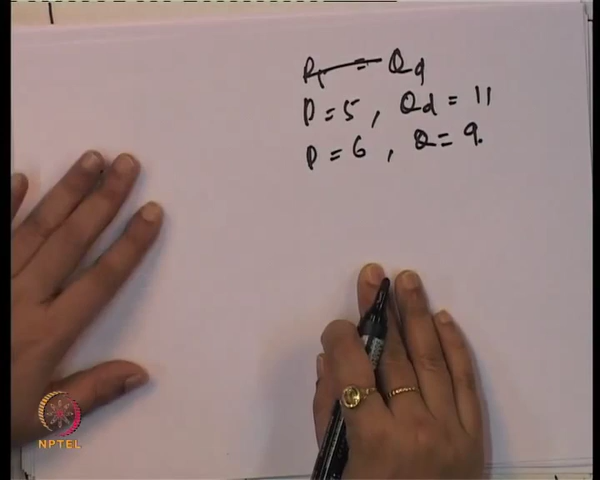 P = Qd
P = 5, Qd = 11
P = 6, Q = 9.
NPTEL